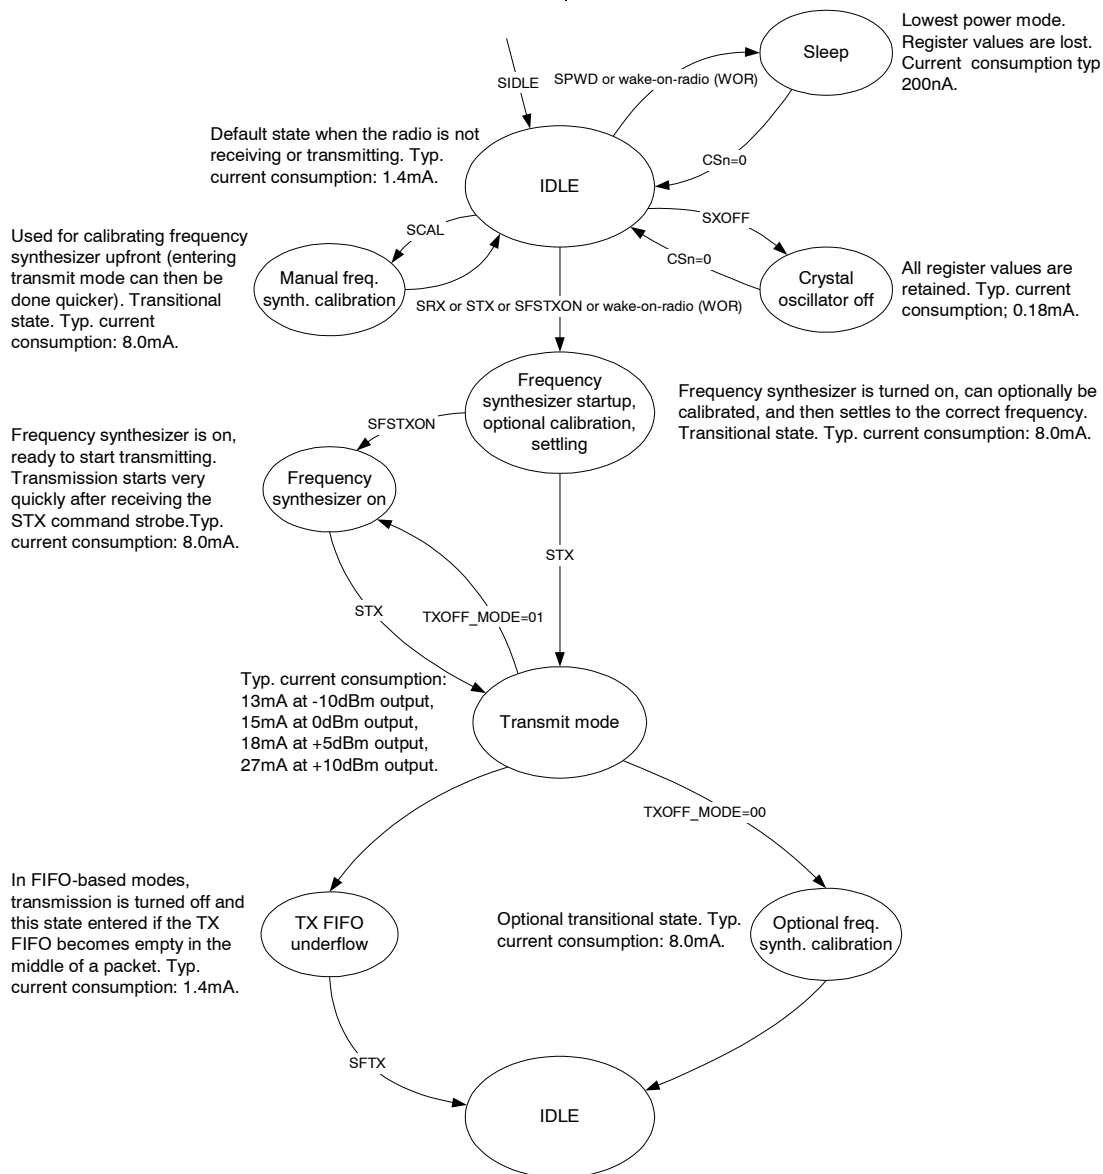 Lowest power mode.
Register values are lost.
Current consumption typ
200nA.
Sleep
SIDLE
SPWD or wake-on-radio (WOR)
Default state when the radio is not
receiving or transmitting. Typ.
current consumption: 1.4mA.
CSn=0
IDLE
SXOFF
SCAL
Used for calibrating frequency
synthesizer upfront (entering
transmit mode can then be
done quicker). Transitional
state. Typ. current
consumption: 8.0mA.
Manual freq.
synth. calibration
CSn=0
Crystal
oscillator off
All register values are
retained. Typ. current
consumption; 0.18mA.
SRX or STX or SFSTXON or wake-on-radio (WOR)
Frequency
synthesizer startup,
optional calibration,
settling
Frequency synthesizer is turned on, can optionally be
calibrated, and then settles to the correct frequency.
Transitional state. Typ. current consumption: 8.0mA.
SFSTXON
Frequency synthesizer is on,
ready to start transmitting.
Transmission starts very
quickly after receiving the
STX command strobe.Typ.
current consumption: 8.0mA.
Frequency
synthesizer on
STX
STX
TXOFF_MODE=01
Typ. current consumption:
13mA at -10dBm output,
15mA at 0dBm output,
18mA at +5dBm output,
27mA at +10dBm output.
Transmit mode
TXOFF_MODE=00
In FIFO-based modes,
transmission is turned off and
this state entered if the TX
FIFO becomes empty in the
middle of a packet. Typ.
current consumption: 1.4mA.
TX FIFO
underflow
Optional transitional state. Typ.
current consumption: 8.0mA.
Optional freq.
synth. calibration
SFTX
IDLE